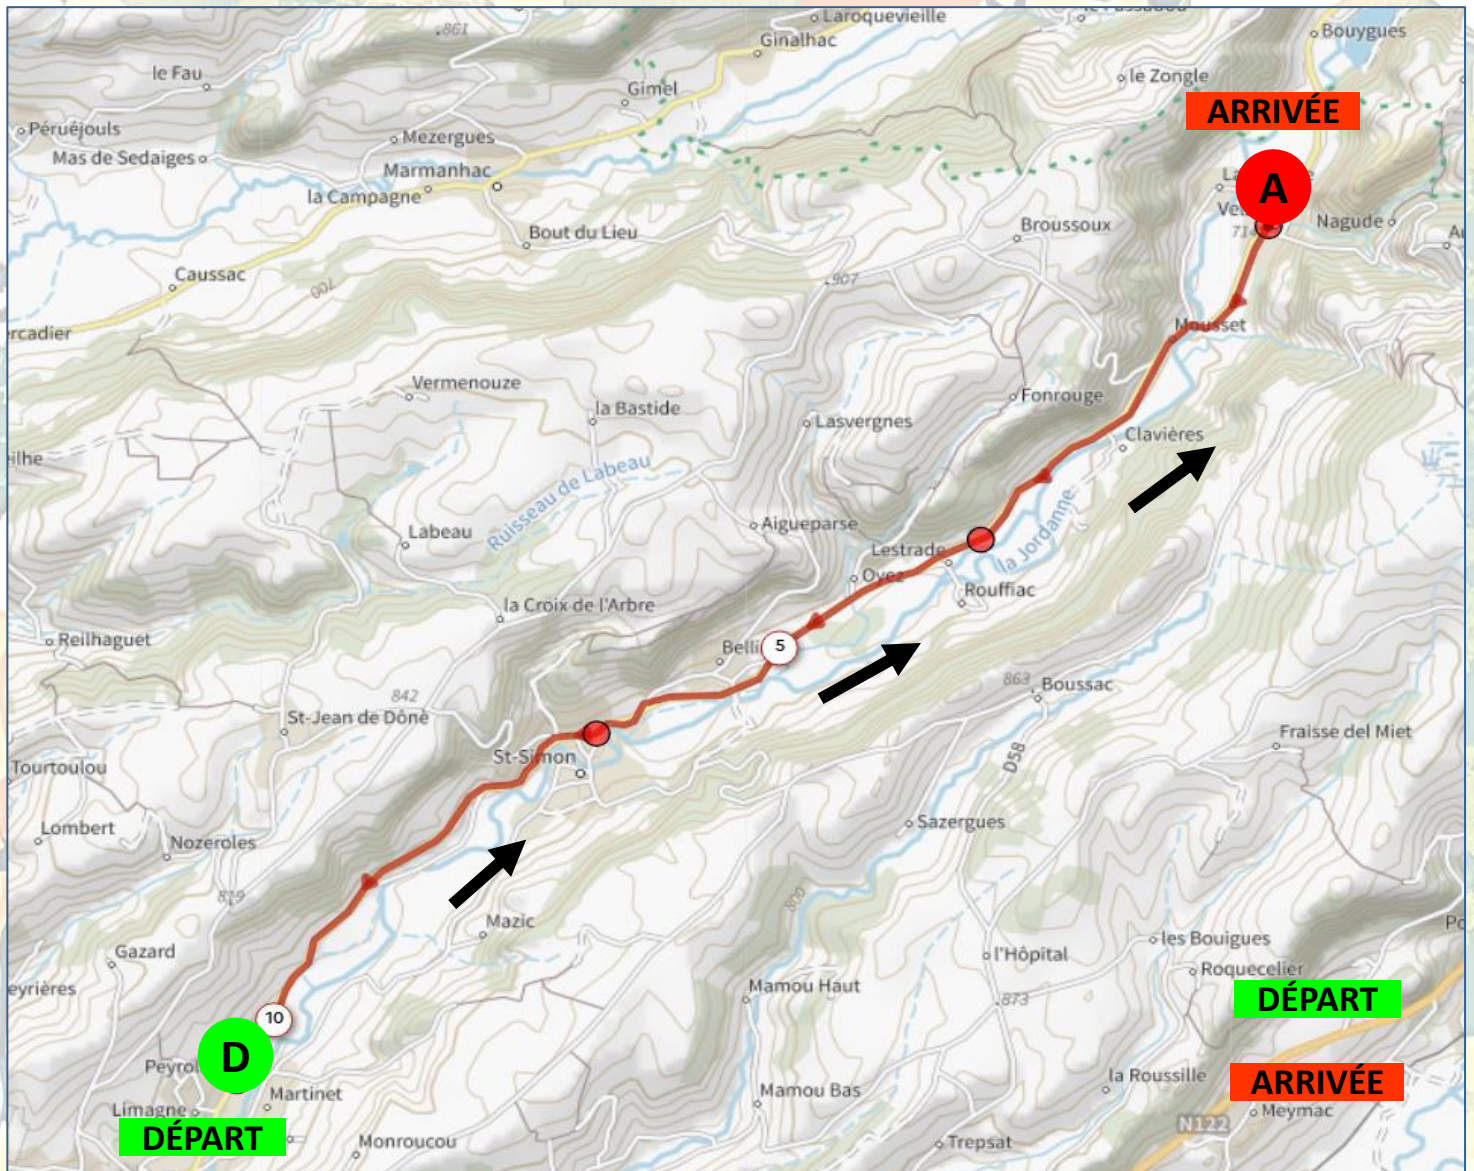 Laroquevieille
861
Ginalhac
Bouygues
le Fau
Gimel
le Zongle
ARRIVÉE
Péruéjouls
Mezergues
Mas de Sedaiges
Marmanhac
A
la Campagne
Nagude
Broussoux
Bout du Lieu
Caussac
907
700
Mousset
Vermenouze
la Bastide
Fonrouge
Lasvergnes
Clavières
Ruisseau de Labeau
Aigueparse
Labeau
la Jordanne
Lestrade
Oyez
Rouffiac
la Croix de l'Arbre
Reilhaguet
5
863
Boussac
842
St-Jean de Dône
Fraisse del Miet
St-Simon
D58
Tourtoulou
Lombert
Sazergues
Nozeroles
800
Mazic
les Bouigues
Gazard
l'Hôpital
Roquecelier
Mamou Haut
873
DÉPART
10
D
la Roussille
ARRIVÉE
Martinet
Mamou Bas
Limagne
Meymac
N122
DÉPART
Monroucou
Trepsat